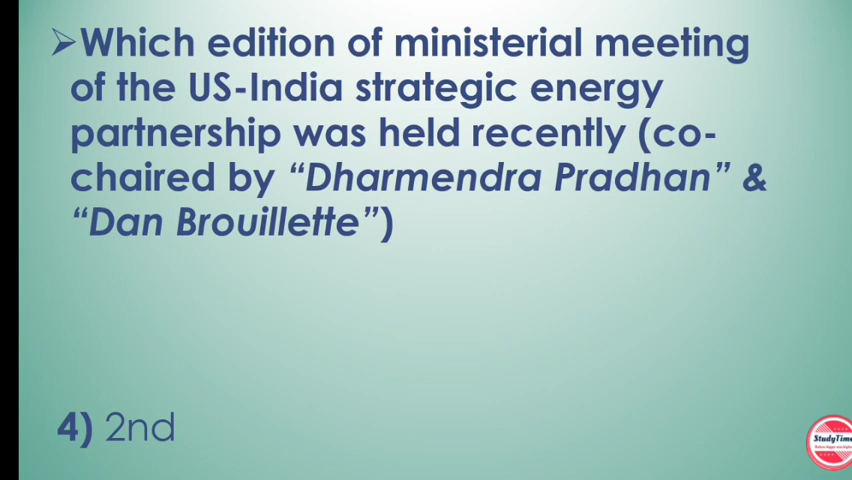 ➢Which edition of ministerial meeting
of the US-India strategic energy
partnership was held recently (co-
chaired by “Dharmendra Pradhan” &
“Dan Brouillette”)
4) 2nd
StudyTime